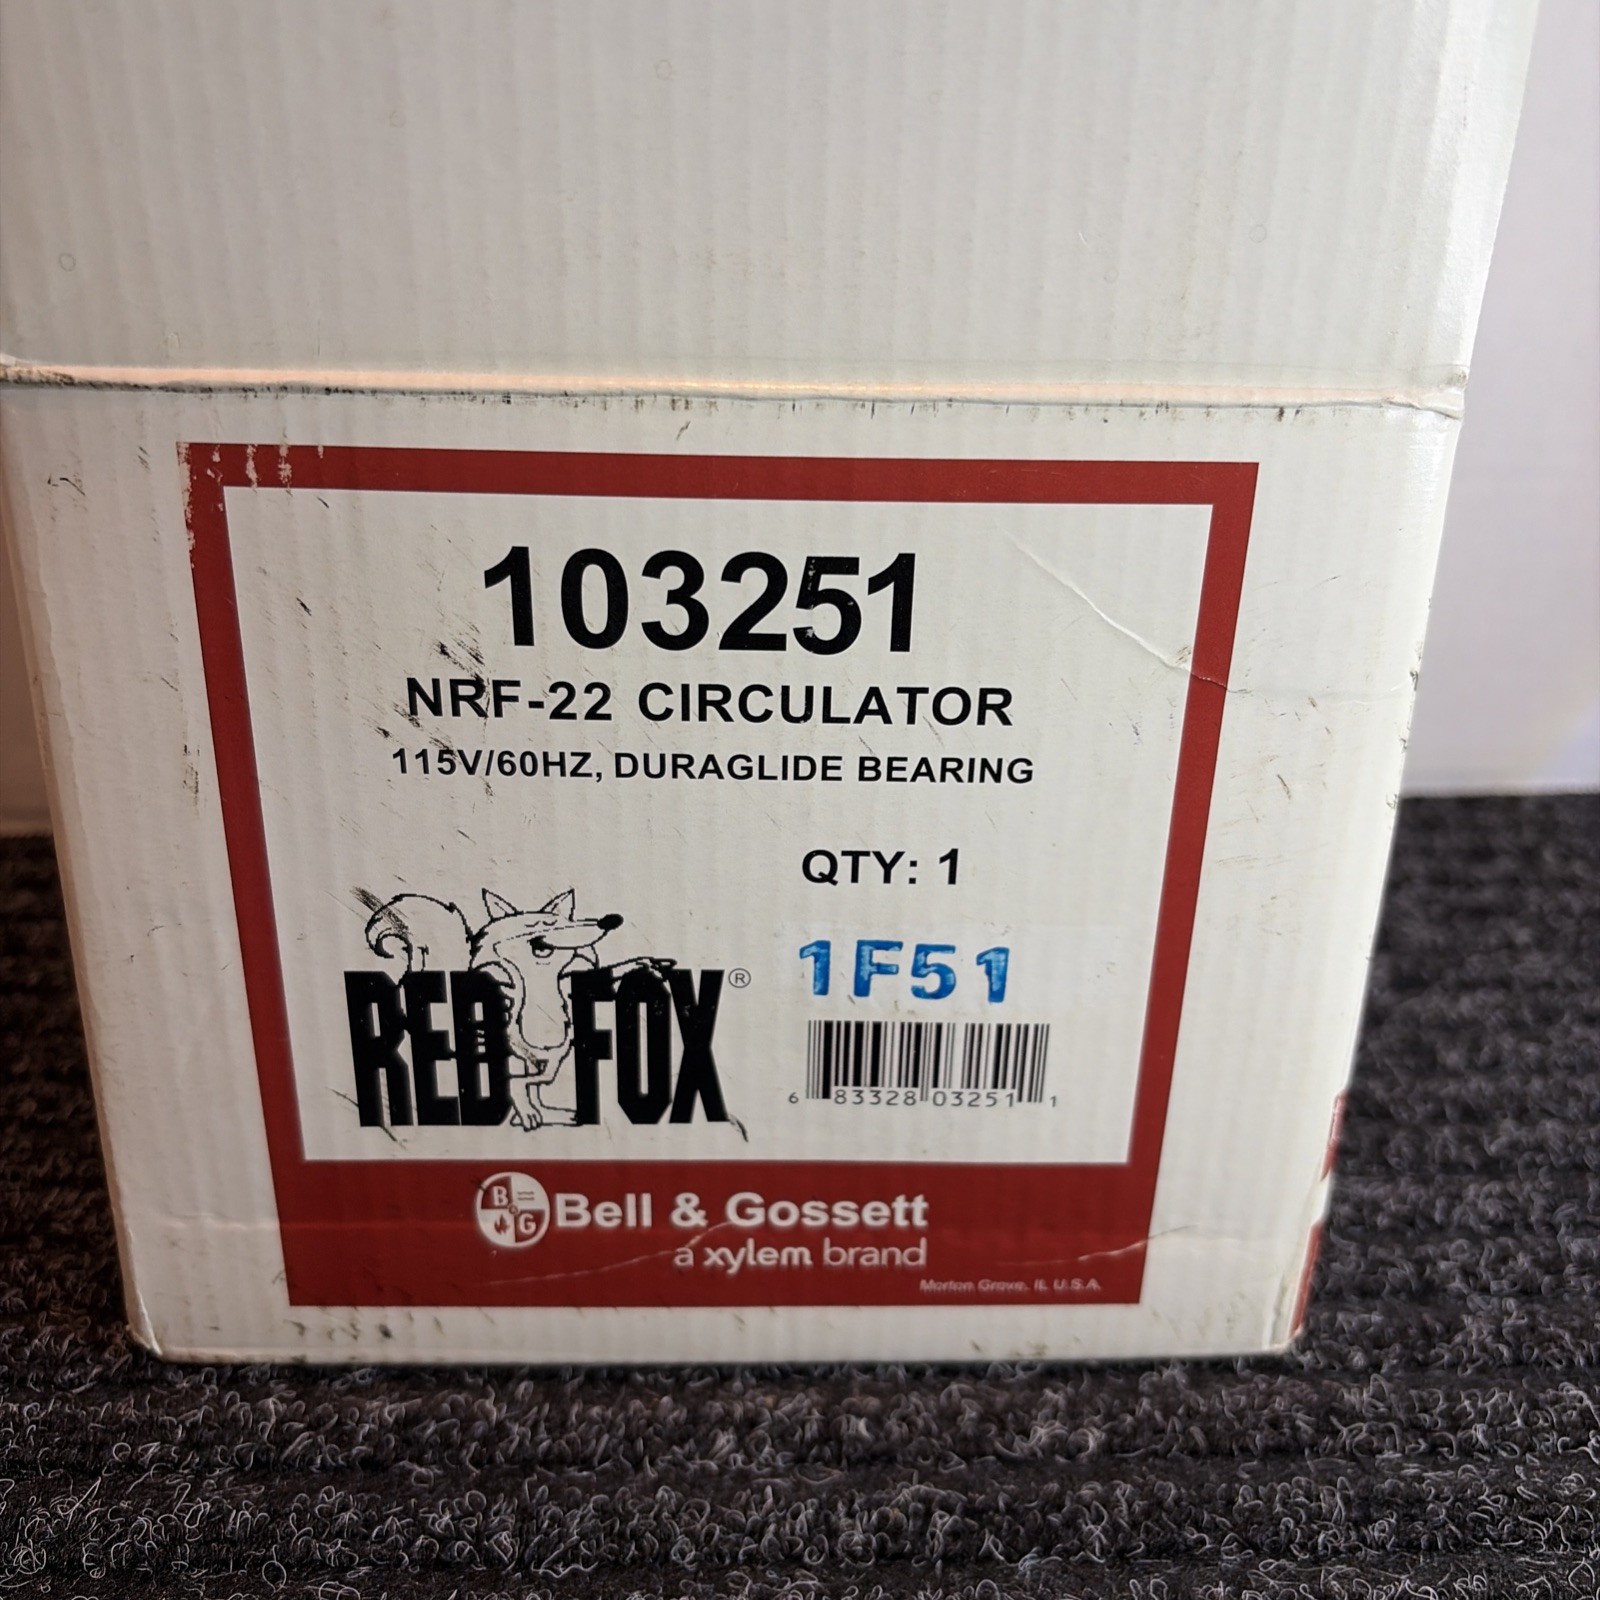 103251
NRF-22 CIRCULATOR
115V/60HZ, DURAGLIDE BEARING
QTY: 1
1F51
RED FOX®
6 83328 03251 1
B
G
Bell & Gossett
a xylem brand
Morton Grove, IL U.S.A.